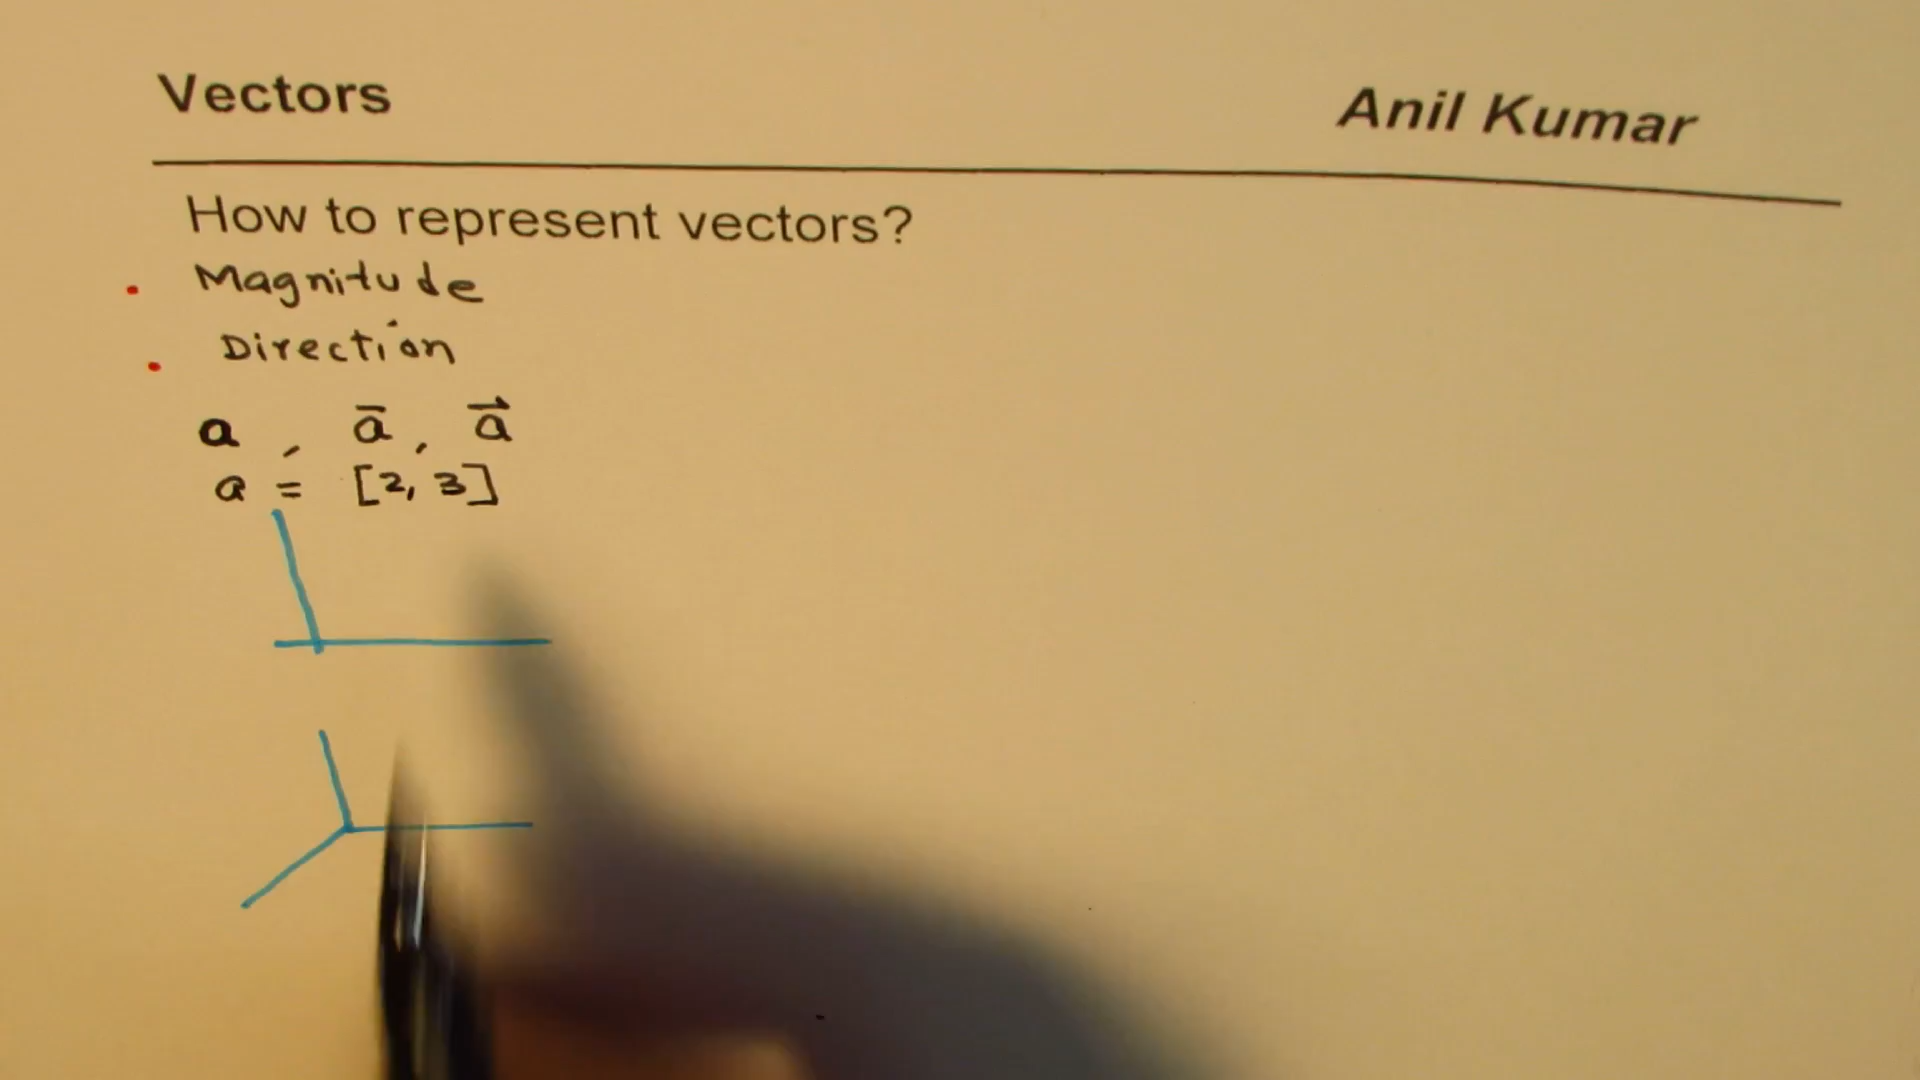 Vectors
Anil Kumar
How to represent vectors?
. Magnitude
. Direction
a , a̅ , a⃗
a = [2, 3]